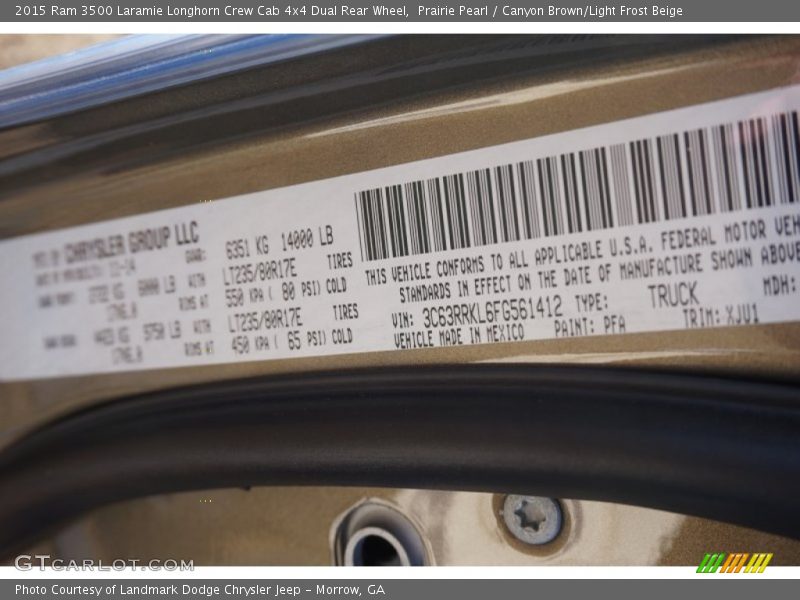 2015 Ram 3500 Laramie Longhorn Crew Cab 4x4 Dual Rear Wheel, Prairie Pearl / Canyon Brown/Light Frost Beige
CHRYSLER GROUP LLC
6351 KG 14000 LB
LT235/80R17E TIRES
550 KPA ( 80 PSI) COLD
LT235/80R17E TIRES
RIMS AT 450 KPA ( 65 PSI) COLD
THIS VEHICLE CONFORMS TO ALL APPLICABLE U.S.A. FEDERAL MOTOR VEH
STANDARDS IN EFFECT ON THE DATE OF MANUFACTURE SHOWN ABOVE
VIN: 3C63RRKL6FG561412 TYPE: TRUCK MDH:
VEHICLE MADE IN MEXICO PAINT: PFA TRIM: XJU1
GTCARLOT.COM
Photo Courtesy of Landmark Dodge Chrysler Jeep – Morrow, GA